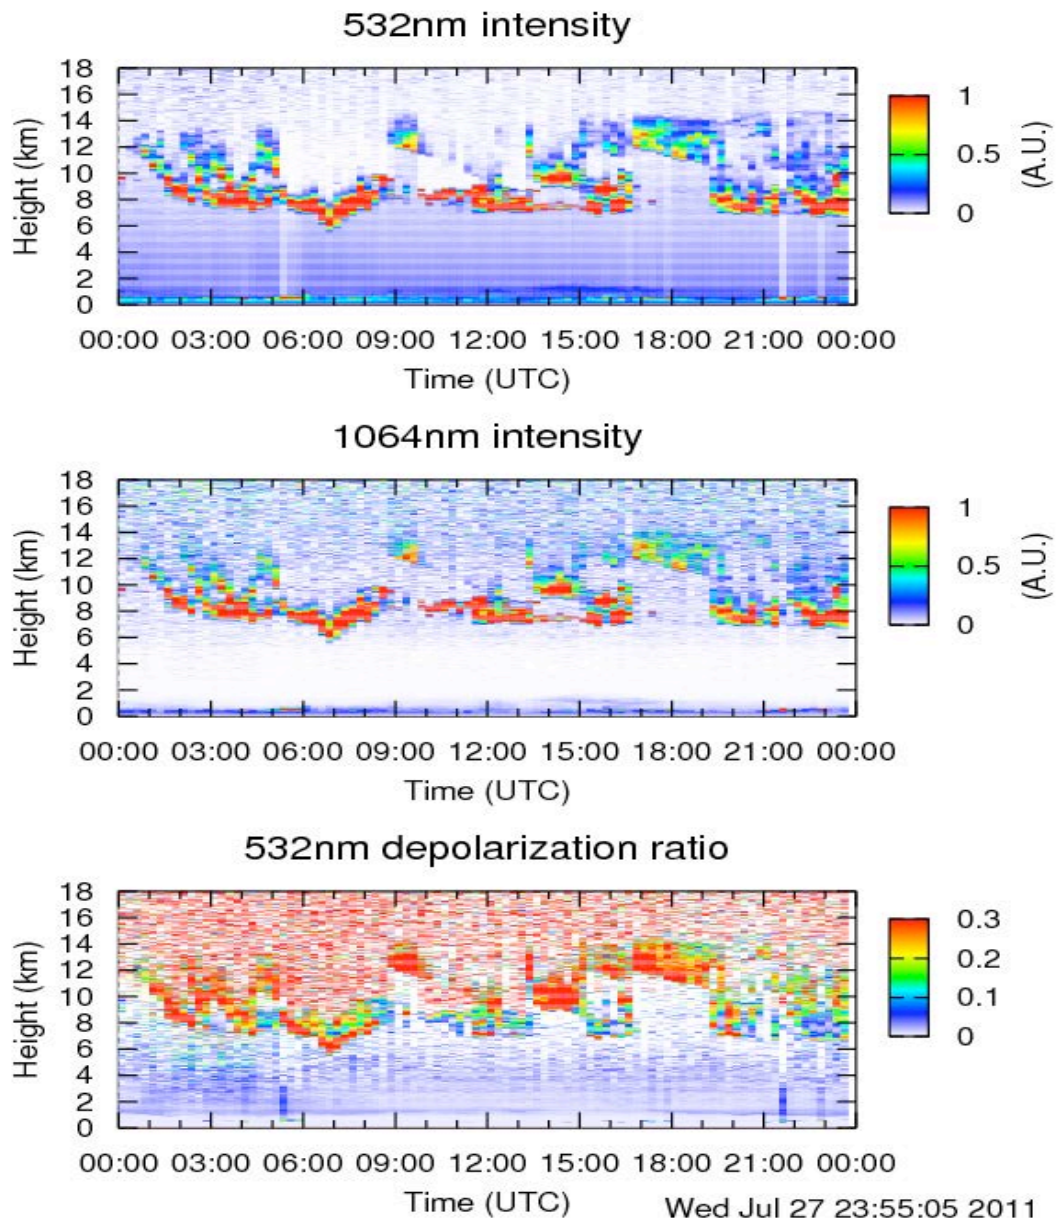 532nm intensity
18
16
14
12
10
8
6
4
2
0
Height (km)
00:00 03:00 06:00 09:00 12:00 15:00 18:00 21:00 00:00
Time (UTC)
1
0.5
0
(A.U.)
1064nm intensity
18
16
14
12
10
8
6
4
2
0
Height (km)
00:00 03:00 06:00 09:00 12:00 15:00 18:00 21:00 00:00
Time (UTC)
1
0.5
0
(A.U.)
532nm depolarization ratio
18
16
14
12
10
8
6
4
2
0
Height (km)
00:00 03:00 06:00 09:00 12:00 15:00 18:00 21:00 00:00
Time (UTC)
0.3
0.2
0.1
0
Wed Jul 27 23:55:05 2011